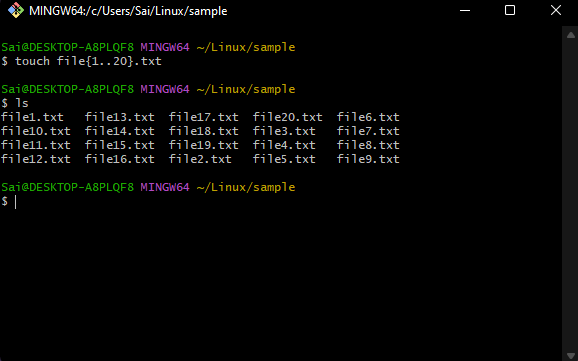 MINGW64:/c/Users/Sai/Linux/sample
Sai@DESKTOP-A8PLQF8 MINGW64 ~/Linux/sample
$ touch file{1..20}.txt
Sai@DESKTOP-A8PLQF8 MINGW64 ~/Linux/sample
$ ls
file1.txt   file13.txt  file17.txt  file20.txt  file6.txt
file10.txt  file14.txt  file18.txt  file3.txt   file7.txt
file11.txt  file15.txt  file19.txt  file4.txt   file8.txt
file12.txt  file16.txt  file2.txt   file5.txt   file9.txt
Sai@DESKTOP-A8PLQF8 MINGW64 ~/Linux/sample
$